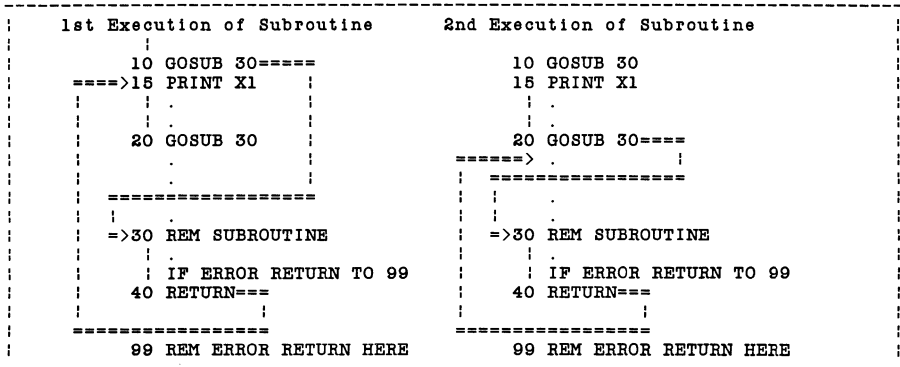 1st Execution of Subroutine
10 GOSUB 30=====
====>15 PRINT X1
20 GOSUB 30
=>30 REM SUBROUTINE
IF ERROR RETURN TO 99
40 RETURN===
99 REM ERROR RETURN HERE
2nd Execution of Subroutine
10 GOSUB 30
15 PRINT X1
20 GOSUB 30====
=>30 REM SUBROUTINE
IF ERROR RETURN TO 99
40 RETURN===
99 REM ERROR RETURN HERE